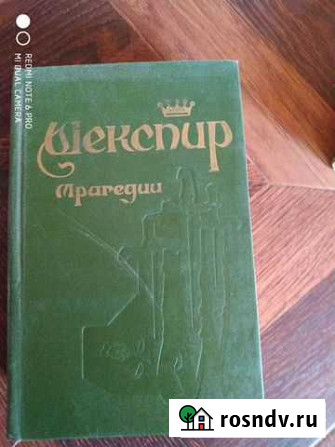 REDMI NOTE 6 PRO
MI DUAL CAMERA
Шекспир
Трагедии
rosndv.ru